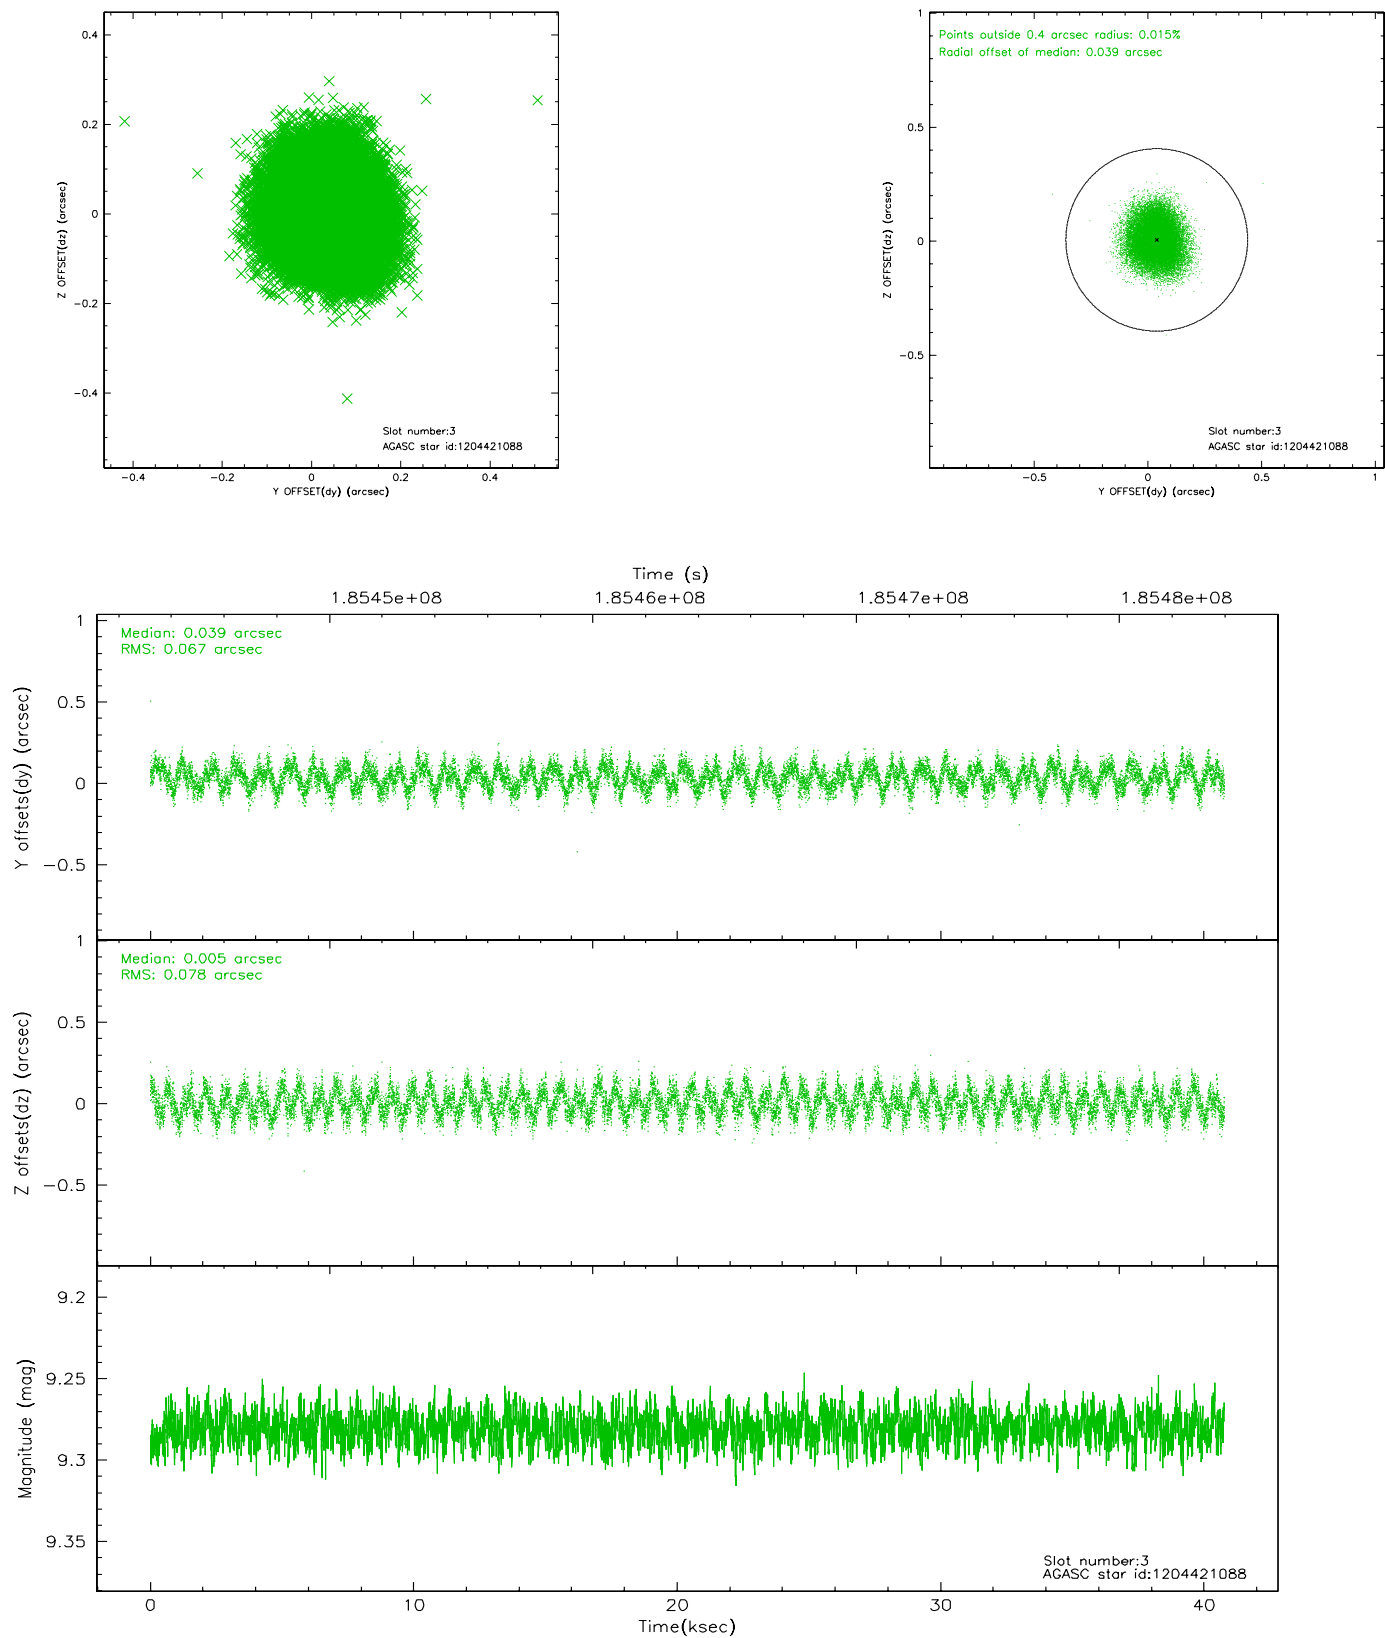 0.4
0.2
0
−0.2
−0.4
Z OFFSET(dz) (arcsec)
−0.4 −0.2 0 0.2 0.4
Y OFFSET(dy) (arcsec)
Slot number:3
AGASC star id:1204421088
1
0.5
0
−0.5
Z OFFSET(dz) (arcsec)
Points outside 0.4 arcsec radius: 0.015%
Radial offset of median: 0.039 arcsec
Slot number:3
AGASC star id:1204421088
−0.5 0 0.5 1
Y OFFSET(dy) (arcsec)
Time (s)
1.8545e+08 1.8546e+08 1.8547e+08 1.8548e+08
1
0.5
0
−0.5
Y offsets(dy) (arcsec)
Median: 0.039 arcsec
RMS: 0.067 arcsec
1
0.5
0
−0.5
Z offsets(dz) (arcsec)
Median: 0.005 arcsec
RMS: 0.078 arcsec
9.2
9.25
9.3
9.35
Magnitude (mag)
Slot number:3
AGASC star id:1204421088
0 10 20 30 40
Time(ksec)